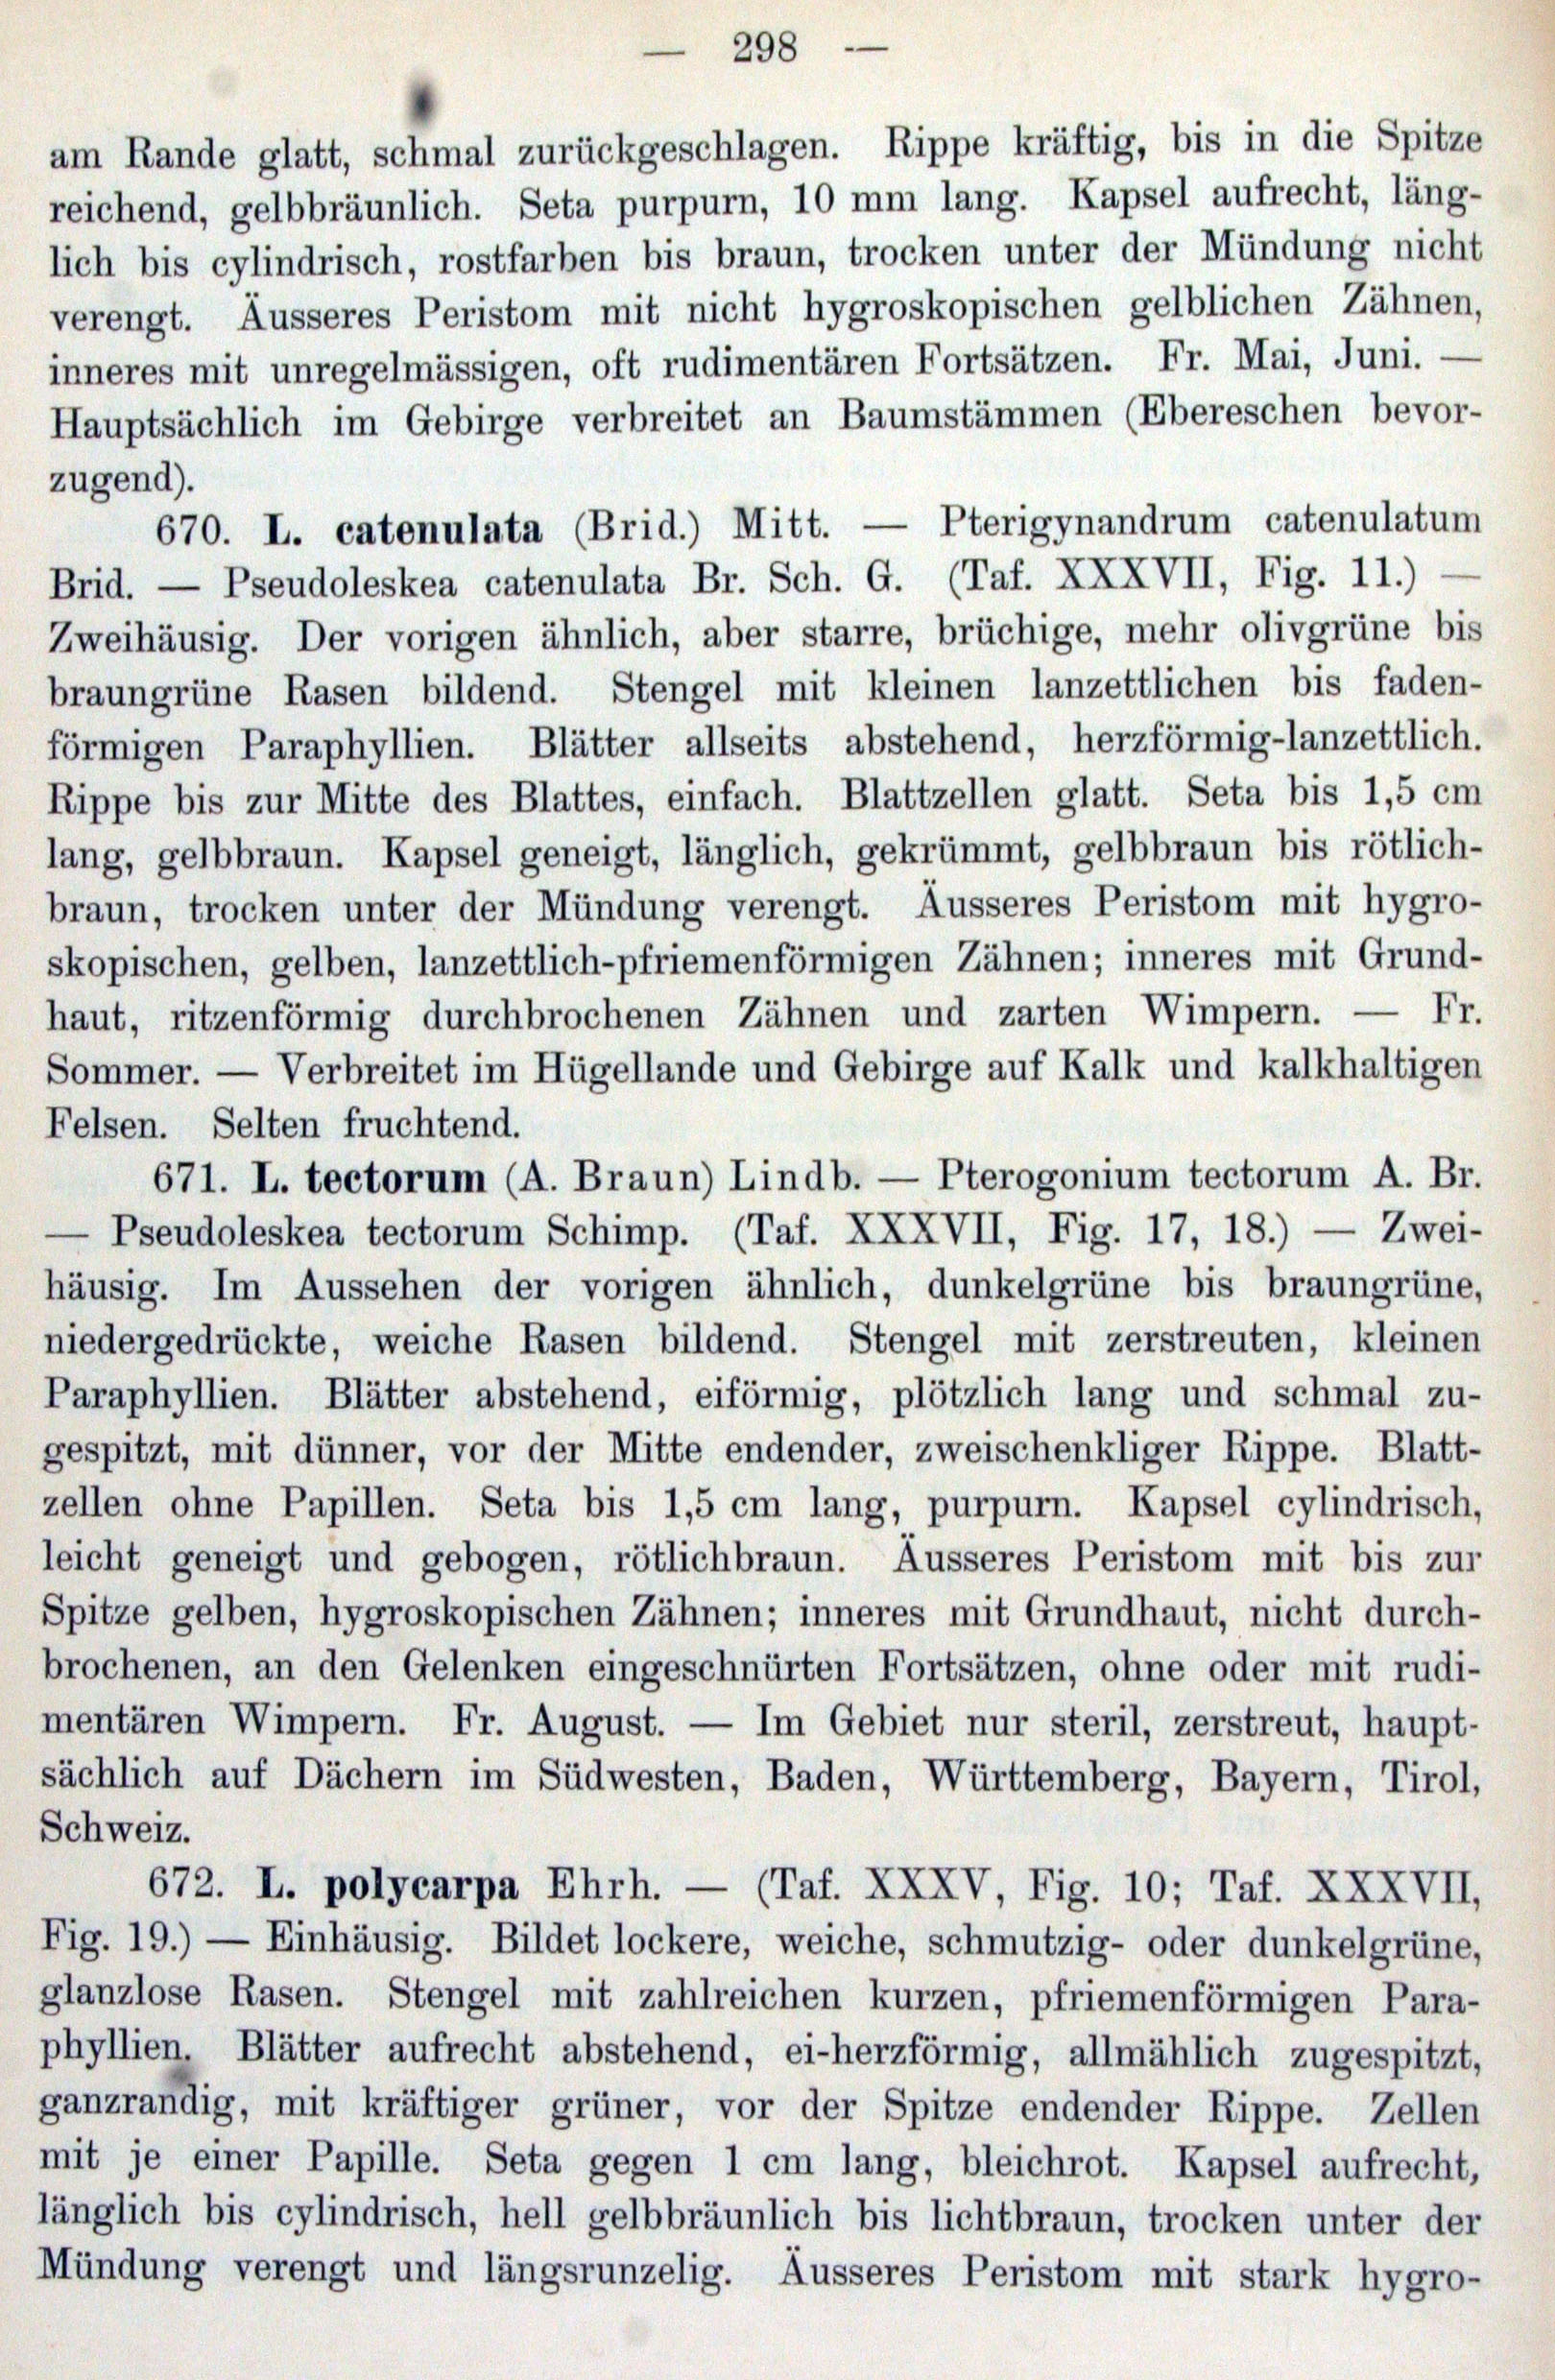 — 298 —
am Rande glatt, schmal zurückgeschlagen. Rippe kräftig, bis in die Spitze
reichend, gelbbräunlich. Seta purpurn, 10 mm lang. Kapsel aufrecht, läng-
lich bis cylindrisch, rostfarben bis braun, trocken unter der Mündung nicht
verengt. Äusseres Peristom mit nicht hygroskopischen gelblichen Zähnen,
inneres mit unregelmässigen, oft rudimentären Fortsätzen. Fr. Mai, Juni. —
Hauptsächlich im Gebirge verbreitet an Baumstämmen (Ebereschen bevor-
zugend).
670. L. catenulata (Brid.) Mitt. — Pterigynandrum catenulatum
Brid. — Pseudoleskea catenulata Br. Sch. G. (Taf. XXXVII, Fig. 11.) —
Zweihäusig. Der vorigen ähnlich, aber starre, brüchige, mehr olivgrüne bis
braungrüne Rasen bildend. Stengel mit kleinen lanzettlichen bis faden-
förmigen Paraphyllien. Blätter allseits abstehend, herzförmig-lanzettlich.
Rippe bis zur Mitte des Blattes, einfach. Blattzellen glatt. Seta bis 1,5 cm
lang, gelbbraun. Kapsel geneigt, länglich, gekrümmt, gelbbraun bis rötlich-
braun, trocken unter der Mündung verengt. Äusseres Peristom mit hygro-
skopischen, gelben, lanzettlich-pfriemenförmigen Zähnen; inneres mit Grund-
haut, ritzenförmig durchbrochenen Zähnen und zarten Wimpern. — Fr.
Sommer. — Verbreitet im Hügellande und Gebirge auf Kalk und kalkhaltigen
Felsen. Selten fruchtend.
671. L. tectorum (A. Braun) Lindb. — Pterogonium tectorum A. Br.
— Pseudoleskea tectorum Schimp. (Taf. XXXVII, Fig. 17, 18.) — Zwei-
häusig. Im Aussehen der vorigen ähnlich, dunkelgrüne bis braungrüne,
niedergedrückte, weiche Rasen bildend. Stengel mit zerstreuten, kleinen
Paraphyllien. Blätter abstehend, eiförmig, plötzlich lang und schmal zu-
gespitzt, mit dünner, vor der Mitte endender, zweischenkliger Rippe. Blatt-
zellen ohne Papillen. Seta bis 1,5 cm lang, purpurn. Kapsel cylindrisch,
leicht geneigt und gebogen, rötlichbraun. Äusseres Peristom mit bis zur
Spitze gelben, hygroskopischen Zähnen; inneres mit Grundhaut, nicht durch-
brochenen, an den Gelenken eingeschnürten Fortsätzen, ohne oder mit rudi-
mentären Wimpern. Fr. August. — Im Gebiet nur steril, zerstreut, haupt-
sächlich auf Dächern im Südwesten, Baden, Württemberg, Bayern, Tirol,
Schweiz.
672. L. polycarpa Ehrh. — (Taf. XXXV, Fig. 10; Taf. XXXVII,
Fig. 19.) — Einhäusig. Bildet lockere, weiche, schmutzig- oder dunkelgrüne,
glanzlose Rasen. Stengel mit zahlreichen kurzen, pfriemenförmigen Para-
phyllien. Blätter aufrecht abstehend, ei-herzförmig, allmählich zugespitzt,
ganzrandig, mit kräftiger grüner, vor der Spitze endender Rippe. Zellen
mit je einer Papille. Seta gegen 1 cm lang, bleichrot. Kapsel aufrecht,
länglich bis cylindrisch, hell gelbbräunlich bis lichtbraun, trocken unter der
Mündung verengt und längsrunzelig. Äusseres Peristom mit stark hygro-